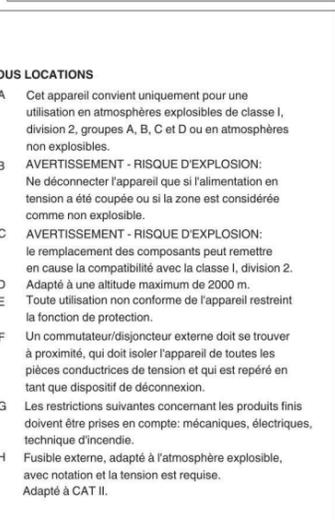 OUS LOCATIONS
A Cet appareil convient uniquement pour une
utilisation en atmosphères explosibles de classe I,
division 2, groupes A, B, C et D ou en atmosphères
non explosibles.
B AVERTISSEMENT - RISQUE D'EXPLOSION:
Ne déconnecter l'appareil que si l'alimentation en
tension a été coupée ou si la zone est considérée
comme non explosible.
C AVERTISSEMENT - RISQUE D'EXPLOSION:
le remplacement des composants peut remettre
en cause la compatibilité avec la classe I, division 2.
D Adapté à une altitude maximum de 2000 m.
E Toute utilisation non conforme de l'appareil restreint
la fonction de protection.
F Un commutateur/disjoncteur externe doit se trouver
à proximité, qui doit isoler l'appareil de toutes les
pièces conductrices de tension et qui est repéré en
tant que dispositif de déconnexion.
G Les restrictions suivantes concernant les produits finis
doivent être prises en compte: mécaniques, électriques,
technique d'incendie.
H Fusible externe, adapté à l'atmosphère explosible,
avec notation et la tension est requise.
Adapté à CAT II.